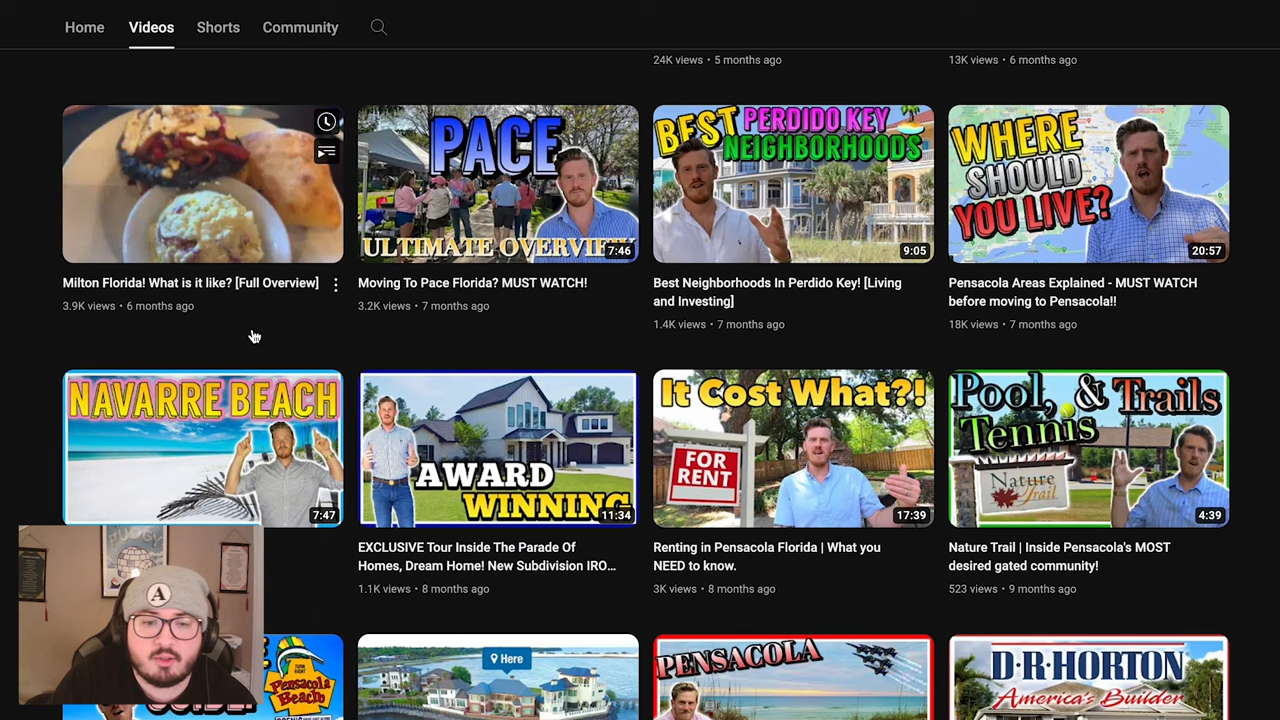 Home
Videos
Shorts
Community
24K views • 5 months ago
13K views • 6 months ago
PACE
ULTIMATE OVERVIEW
7:46
BEST PERDIDO KEY
NEIGHBORHOODS
9:05
WHERE
SHOULD
YOU LIVE?
20:57
Milton Florida! What is it like? [Full Overview]
3.9K views • 6 months ago
Moving To Pace Florida? MUST WATCH!
3.2K views • 7 months ago
Best Neighborhoods In Perdido Key! [Living
and Investing]
1.4K views • 7 months ago
Pensacola Areas Explained - MUST WATCH
before moving to Pensacola!!
18K views • 7 months ago
NAVARRE BEACH
7:47
AWARD
WINNING
11:34
It Cost What?!
FOR
RENT
17:39
Pool, & Trails
Tennis
Nature
Trail
4:39
EXCLUSIVE Tour Inside The Parade Of
Homes, Dream Home! New Subdivision IRO...
1.1K views • 8 months ago
Renting in Pensacola Florida | What you
NEED to know.
3K views • 8 months ago
Nature Trail | Inside Pensacola's MOST
desired gated community!
523 views • 9 months ago
A
Pensacola
Beach
Here
PENSACOLA
D·R·HORTON
America's Builder